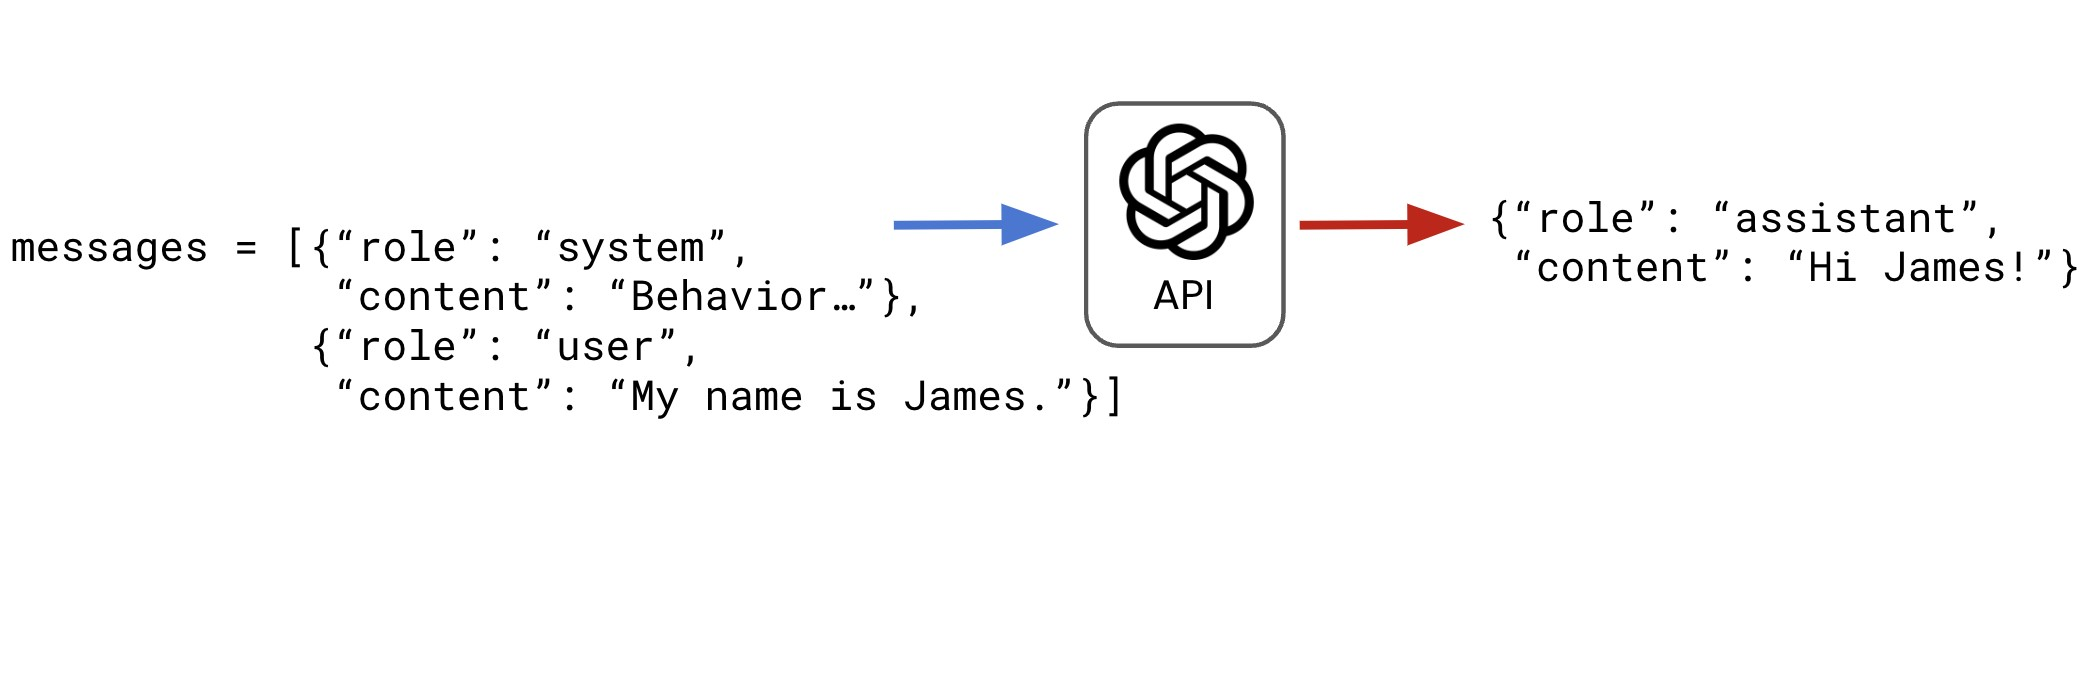 messages = [{“role”: “system”,
“content”: “Behavior…”},
{“role”: “user”,
“content”: “My name is James.”}]
API
{“role”: “assistant”,
“content”: “Hi James!”}